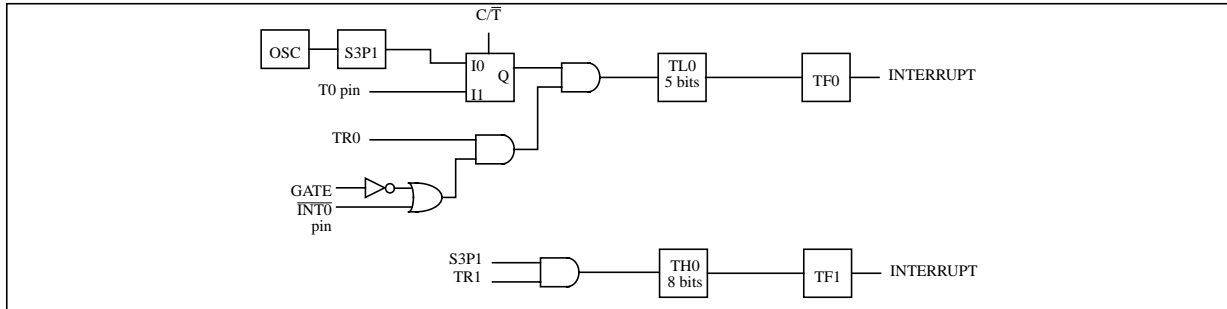 C/T̅
OSC
S3P1
I0
Q
I1
T0 pin
TL0
5 bits
TF0
INTERRUPT
TR0
GATE
I̅N̅T̅0̅
pin
S3P1
TR1
TH0
8 bits
TF1
INTERRUPT